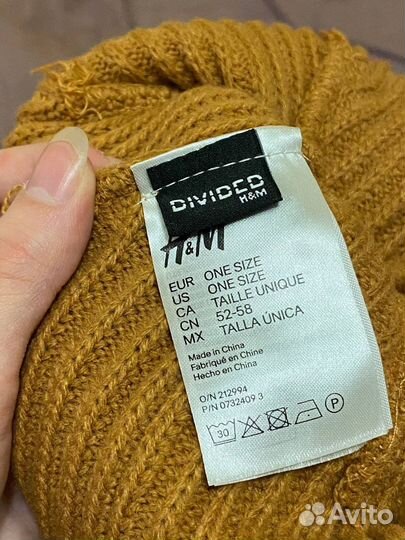 DIVIDED
H&M
H&M
EUR ONE SIZE
US ONE SIZE
CA TAILLE UNIQUE
CN 52-58
MX TALLA ÚNICA
Made in China
Fabriqué en Chine
Hecho en China
O/N 212994
P/N 0732409 3
30 P
Avito